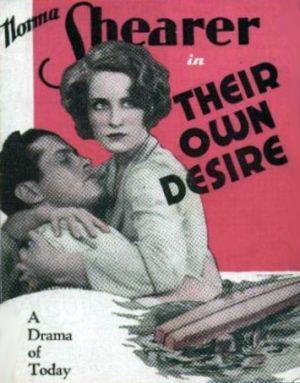 Norma
Shearer
in
THEIR
OWN
DESIRE
A
Drama
of
Today